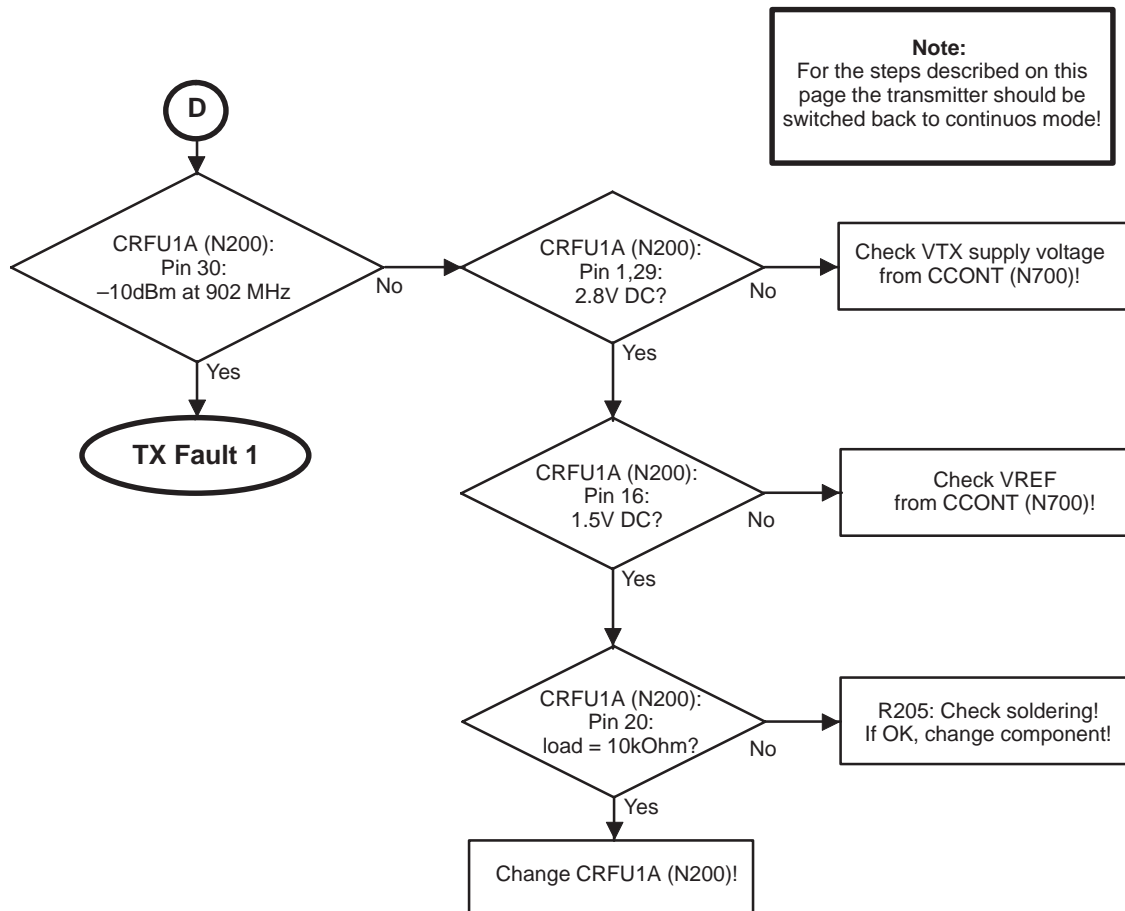 Note:
For the steps described on this
page the transmitter should be
switched back to continuos mode!
D
CRFU1A (N200):
Pin 30:
–10dBm at 902 MHz
No
Yes
TX Fault 1
CRFU1A (N200):
Pin 1,29:
2.8V DC?
No
Check VTX supply voltage
from CCONT (N700)!
Yes
CRFU1A (N200):
Pin 16:
1.5V DC?
No
Check VREF
from CCONT (N700)!
Yes
CRFU1A (N200):
Pin 20:
load = 10kOhm?
No
R205: Check soldering!
If OK, change component!
Yes
Change CRFU1A (N200)!